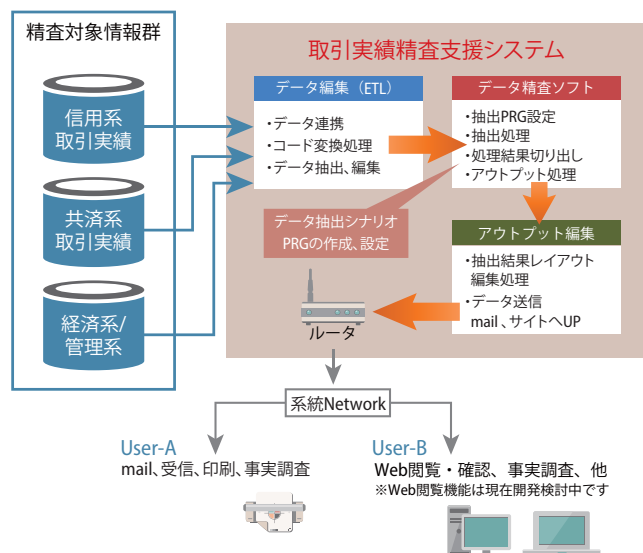 精査対象情報群
信用系
取引実績
共済系
取引実績
経済系/
管理系
取引実績精査支援システム
データ編集（ETL）
・データ連携
・コード変換処理
・データ抽出、編集
データ精査ソフト
・抽出PRG設定
・抽出処理
・処理結果切り出し
・アウトプット処理
データ抽出シナリオ
PRGの作成、設定
アウトプット編集
・抽出結果レイアウト
編集処理
・データ送信
mail、サイトへUP
ルータ
系統Network
User-A
mail、受信、印刷、事実調査
User-B
Web閲覧・確認、事実調査、他
※Web閲覧機能は現在開発検討中です